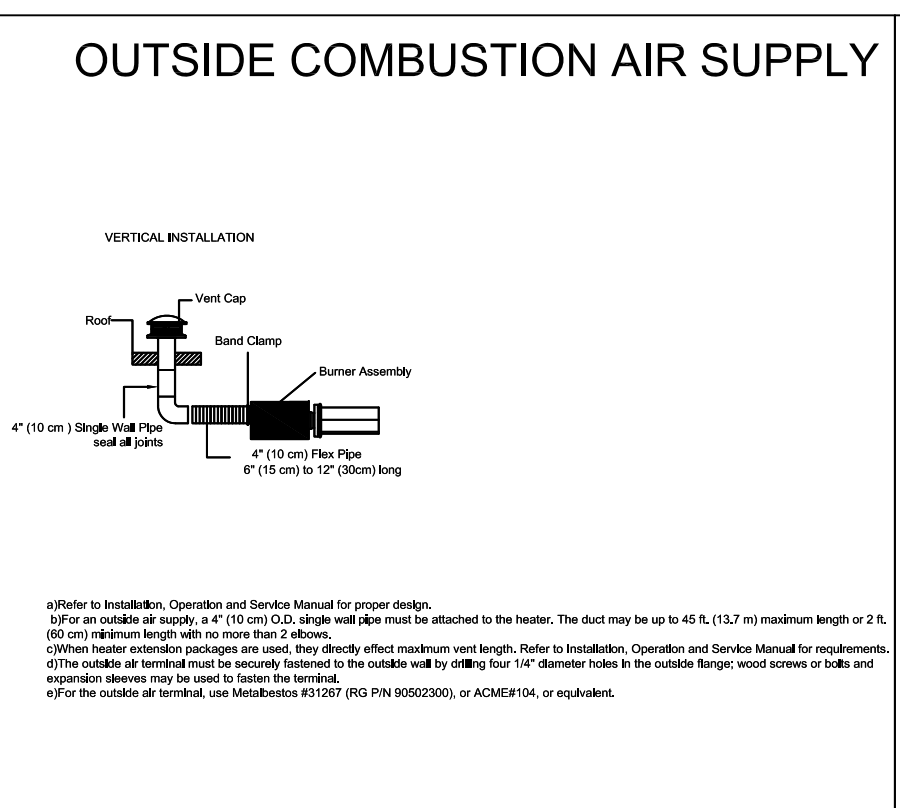 OUTSIDE COMBUSTION AIR SUPPLY
VERTICAL INSTALLATION
Vent Cap
Roof
Band Clamp
Burner Assembly
4" (10 cm ) Single Wall Pipe
seal all joints
4" (10 cm) Flex Pipe
6" (15 cm) to 12" (30cm) long
a)Refer to Installation, Operation and Service Manual for proper design.
b)For an outside air supply, a 4" (10 cm) O.D. single wall pipe must be attached to the heater. The duct may be up to 45 ft. (13.7 m) maximum length or 2 ft.
(60 cm) minimum length with no more than 2 elbows.
c)When heater extension packages are used, they directly effect maximum vent length. Refer to Installation, Operation and Service Manual for requirements.
d)The outside air terminal must be securely fastened to the outside wall by drilling four 1/4" diameter holes in the outside flange; wood screws or bolts and
expansion sleeves may be used to fasten the terminal.
e)For the outside air terminal, use Metalbestos #31267 (RG P/N 90502300), or ACME#104, or equivalent.